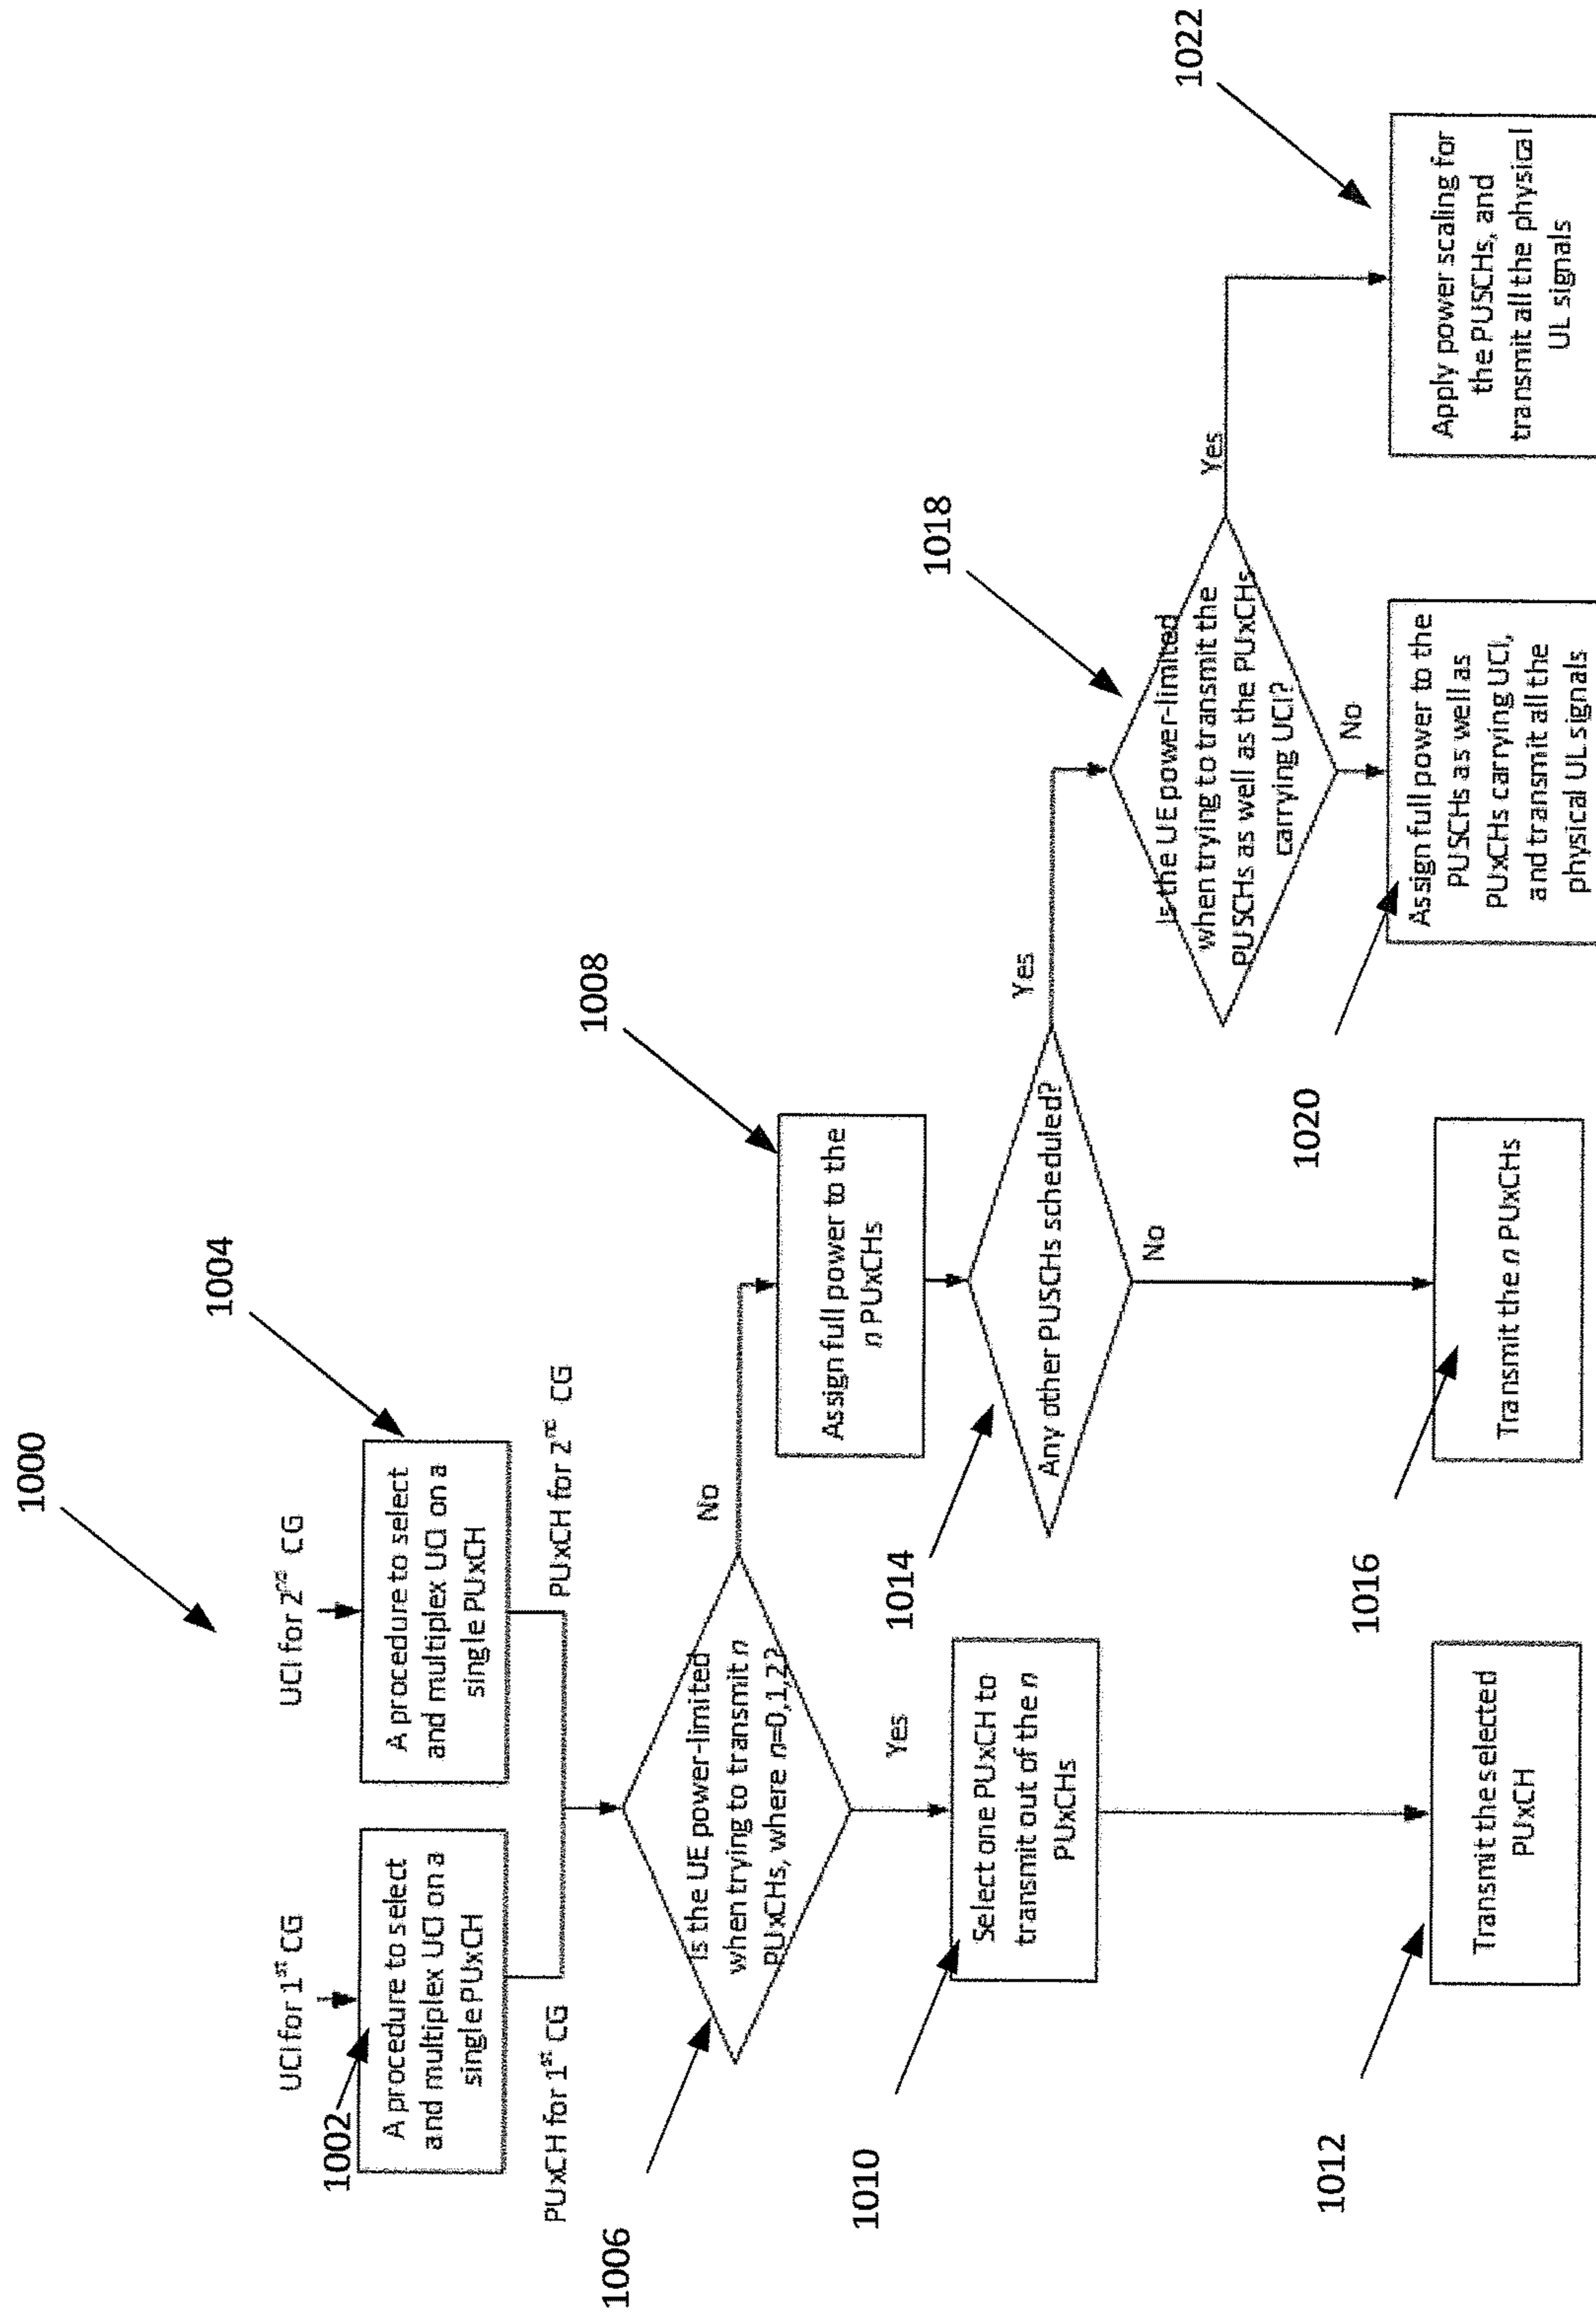 1000
UCI for 1st CG
UCI for 2nd CG
1002
A procedure to select
and multiplex UCI on a
single PUxCH
1004
A procedure to select
and multiplex UCI on a
single PUxCH
PUxCH for 1st CG
PUxCH for 2nd CG
1006
Is the UE power-limited
when trying to transmit n
PUxCHs, where n=0,1,2?
No
Yes
1008
Assign full power to the
n PUxCHs
1010
Select one PUxCH to
transmit out of the n
PUxCHs
1014
Any other PUSCHs scheduled?
Yes
No
1018
Is the UE power-limited
when trying to transmit the
PUSCHs as well as the PUxCHs
carrying UCI?
Yes
No
1012
Transmit the selected
PUxCH
1016
Transmit the n PUxCHs
1020
Assign full power to the
PUSCHs as well as
PUxCHs carrying UCI,
and transmit all the
physical UL signals
1022
Apply power scaling for
the PUSCHs, and
transmit all the physical
UL signals